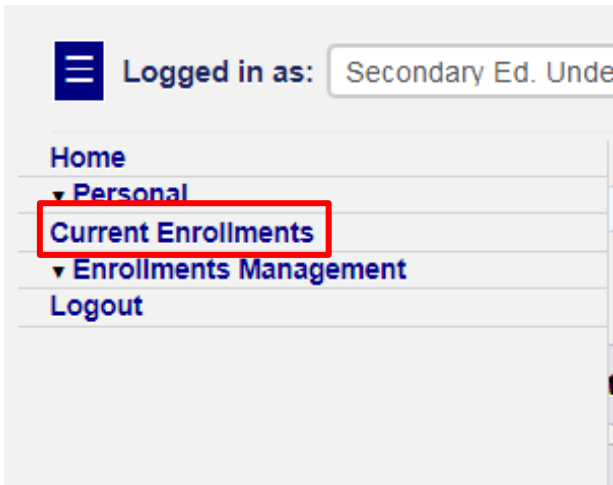 Logged in as: Secondary Ed. Unde
Home
▾ Personal
Current Enrollments
▾ Enrollments Management
Logout